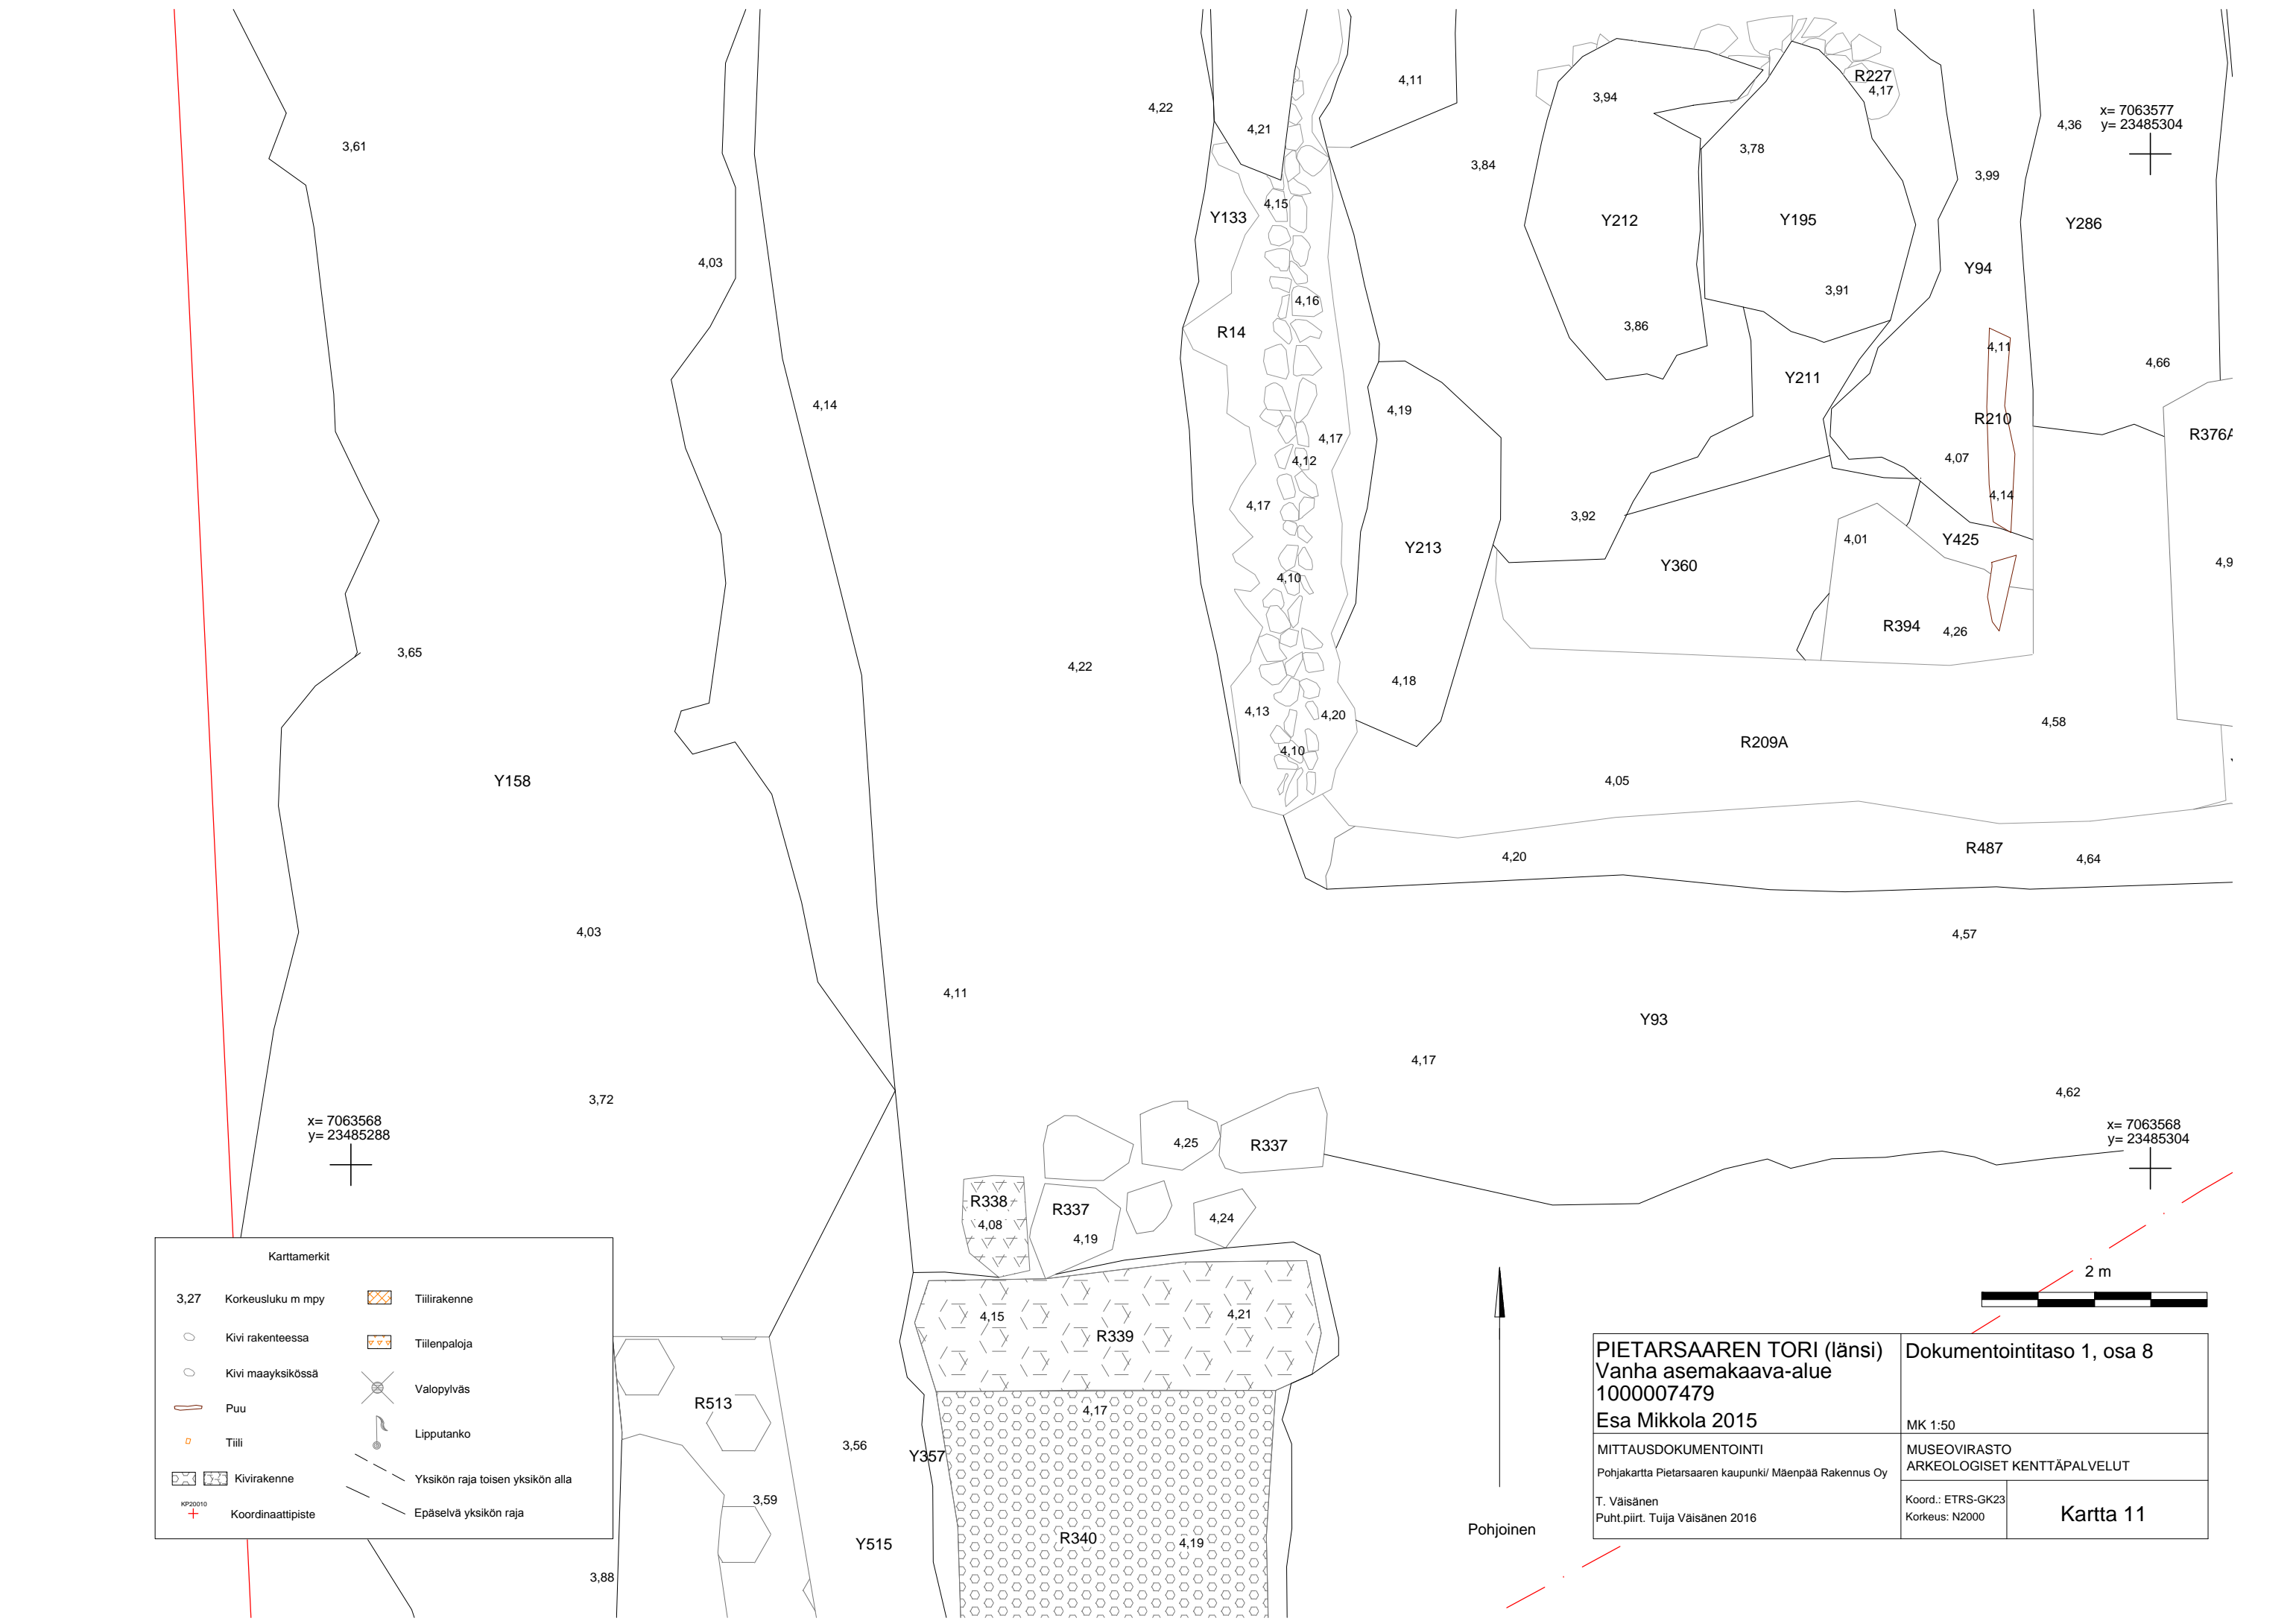 4,11
3,94
R227
4,17
4,22
x= 7063577
y= 23485304
4,36
4,21
3,61
3,78
3,84
3,99
4,15
Y133
Y212
Y195
Y286
4,03
Y94
3,91
4,16
3,86
R14
4,11
4,66
Y211
4,14
4,19
R210
4,17
R376A
4,12
4,07
4,14
4,17
3,92
4,01
Y425
Y213
Y360
4,9
4,10
R394
4,26
3,65
4,22
4,18
4,13
4,20
4,58
R209A
4,10
Y158
4,05
R487
4,20
4,64
4,03
4,57
4,11
Y93
4,17
4,62
3,72
x= 7063568
y= 23485288
x= 7063568
y= 23485304
4,25
R337
R338
4,08
R337
4,19
4,24
Karttamerkit
3,27 Korkeusluku m mpy
Kivi rakenteessa
Kivi maayksikössä
Puu
Tiili
Kivirakenne
KP20010
Koordinaattipiste
Tiilirakenne
Tiilenpaloja
Valopylväs
Lipputanko
Yksikön raja toisen yksikön alla
Epäselvä yksikön raja
4,15
4,21
R339
R513
4,17
3,56
Y357
3,59
R340
4,19
Y515
3,88
Pohjoinen
2 m
PIETARSAAREN TORI (länsi)
Vanha asemakaava-alue
1000007479
Esa Mikkola 2015
Dokumentointitaso 1, osa 8
MK 1:50
MITTAUSDOKUMENTOINTI
Pohjakartta Pietarsaaren kaupunki/ Mäenpää Rakennus Oy
T. Väisänen
Puht.piirt. Tuija Väisänen 2016
MUSEOVIRASTO
ARKEOLOGISET KENTTÄPALVELUT
Koord.: ETRS-GK23
Korkeus: N2000
Kartta 11